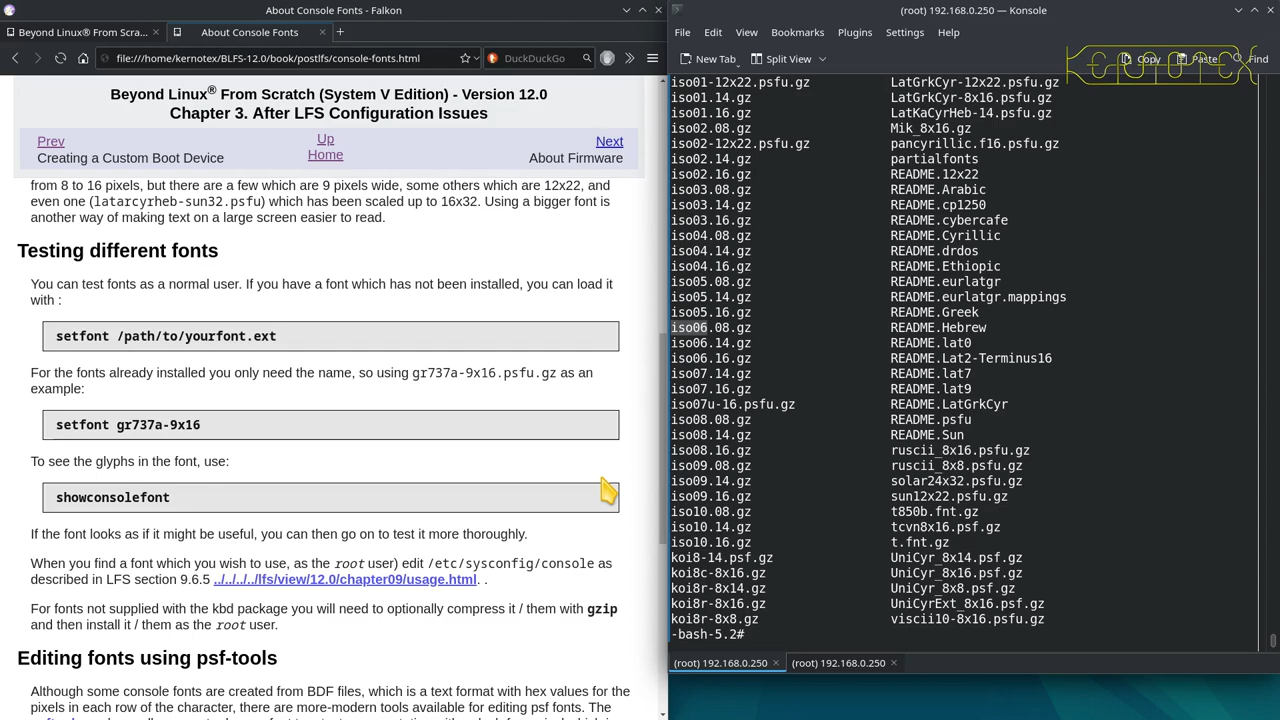 About Console Fonts - Falkon
Beyond Linux® From Scra...
About Console Fonts
file:///home/kernotex/BLFS-12.0/book/postlfs/console-fonts.html
DuckDuckGo
Beyond Linux® From Scratch (System V Edition) - Version 12.0
Chapter 3. After LFS Configuration Issues
Prev
Up
Next
Creating a Custom Boot Device
Home
About Firmware
from 8 to 16 pixels, but there are a few which are 9 pixels wide, some others which are 12x22, and
even one (latarcyrheb-sun32.psfu) which has been scaled up to 16x32. Using a bigger font is
another way of making text on a large screen easier to read.
Testing different fonts
You can test fonts as a normal user. If you have a font which has not been installed, you can load it
with :
setfont /path/to/yourfont.ext
For the fonts already installed you only need the name, so using gr737a-9x16.psfu.gz as an
example:
setfont gr737a-9x16
To see the glyphs in the font, use:
showconsolefont
If the font looks as if it might be useful, you can then go on to test it more thoroughly.
When you find a font which you wish to use, as the root user) edit /etc/sysconfig/console as
described in LFS section 9.6.5 ../../../../lfs/view/12.0/chapter09/usage.html. .
For fonts not supplied with the kbd package you will need to optionally compress it / them with gzip
and then install it / them as the root user.
Editing fonts using psf-tools
Although some console fonts are created from BDF files, which is a text format with hex values for the
pixels in each row of the character, there are more-modern tools available for editing psf fonts. The
(root) 192.168.0.250 — Konsole
File Edit View Bookmarks Plugins Settings Help
New Tab Split View Copy Paste Find
iso01-12x22.psfu.gz LatGrkCyr-12x22.psfu.gz
iso01.14.gz LatGrkCyr-8x16.psfu.gz
iso01.16.gz LatKaCyrHeb-14.psfu.gz
iso02.08.gz Mik_8x16.gz
iso02-12x22.psfu.gz pancyrillic.f16.psfu.gz
iso02.14.gz partialfonts
iso02.16.gz README.12x22
iso03.08.gz README.Arabic
iso03.14.gz README.cp1250
iso03.16.gz README.cybercafe
iso04.08.gz README.Cyrillic
iso04.14.gz README.drdos
iso04.16.gz README.Ethiopic
iso05.08.gz README.eurlatgr
iso05.14.gz README.eurlatgr.mappings
iso05.16.gz README.Greek
iso06.08.gz README.Hebrew
iso06.14.gz README.lat0
iso06.16.gz README.Lat2-Terminus16
iso07.14.gz README.lat7
iso07.16.gz README.lat9
iso07u-16.psfu.gz README.LatGrkCyr
iso08.08.gz README.psfu
iso08.14.gz README.Sun
iso08.16.gz ruscii_8x16.psfu.gz
iso09.08.gz ruscii_8x8.psfu.gz
iso09.14.gz solar24x32.psfu.gz
iso09.16.gz sun12x22.psfu.gz
iso10.08.gz t850b.fnt.gz
iso10.14.gz tcvn8x16.psf.gz
iso10.16.gz t.fnt.gz
koi8-14.psf.gz UniCyr_8x14.psf.gz
koi8c-8x16.gz UniCyr_8x16.psf.gz
koi8r-8x14.gz UniCyr_8x8.psf.gz
koi8r-8x16.gz UniCyrExt_8x16.psf.gz
koi8r-8x8.gz viscii10-8x16.psfu.gz
-bash-5.2#
(root) 192.168.0.250 (root) 192.168.0.250